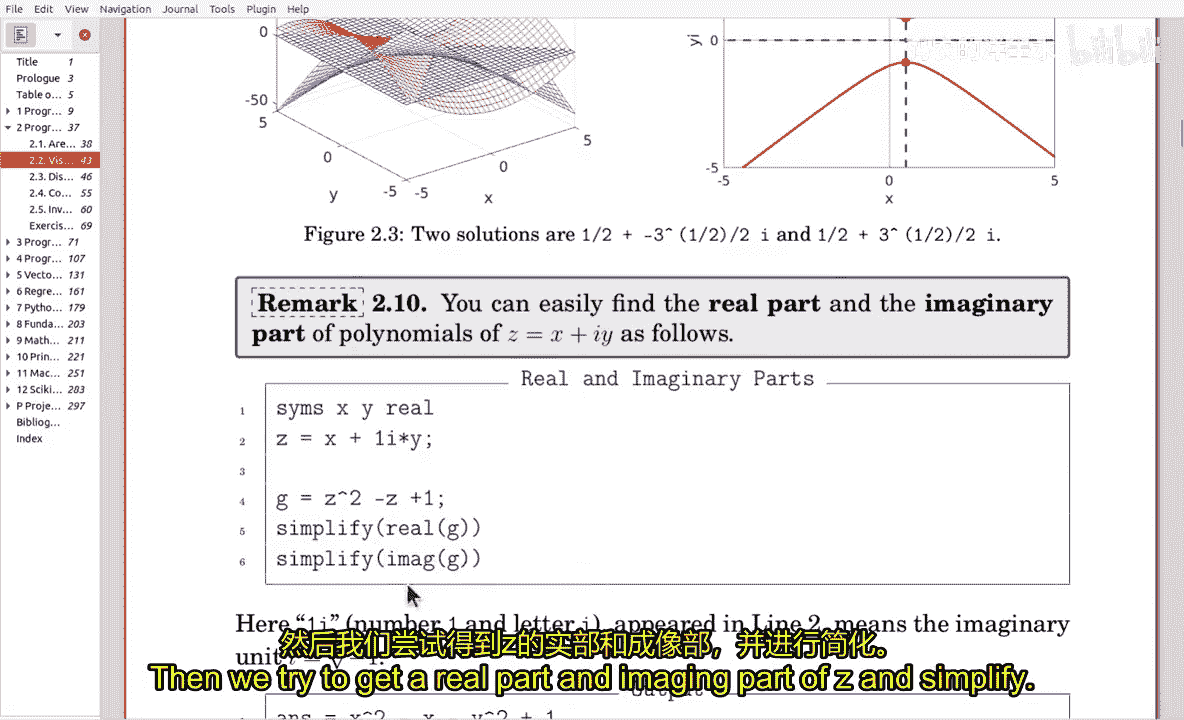 File Edit View Navigation Journal Tools Plugin Help
Title 1
Prologue 3
Table o... 5
1 Progr... 9
2 Progr... 37
2.1. Are... 38
2.2. Vis... 43
2.3. Dis... 46
2.4. Co... 55
2.5. Inv... 60
Exercis... 69
3 Progr... 71
4 Progr... 107
5 Vecto... 131
6 Regre... 161
7 Pytho... 179
8 Funda... 203
9 Math... 211
10 Prin... 221
11 Mac... 251
12 Sciki... 283
P Proje... 297
Bibliog...
Index
0
-50
5
0
-5
-5
0
5
y
x
yi
0
-5
-5
0
5
x
Figure 2.3: Two solutions are 1/2 + -3^(1/2)/2 i and 1/2 + 3^(1/2)/2 i.
Remark 2.10. You can easily find the real part and the imaginary
part of polynomials of z = x + iy as follows.
Real and Imaginary Parts
1 syms x y real
2 z = x + 1i*y;
3
4 g = z^2 -z +1;
5 simplify(real(g))
6 simplify(imag(g))
Here "1i" (number 1 and letter i), appeared in Line 2, means the imaginary
unit
然后我们尝试得到z的实部和成像部，并进行简化。
Then we try to get a real part and imaging part of z and simplify.
Output
ans = x^2 - x - y^2 + 1